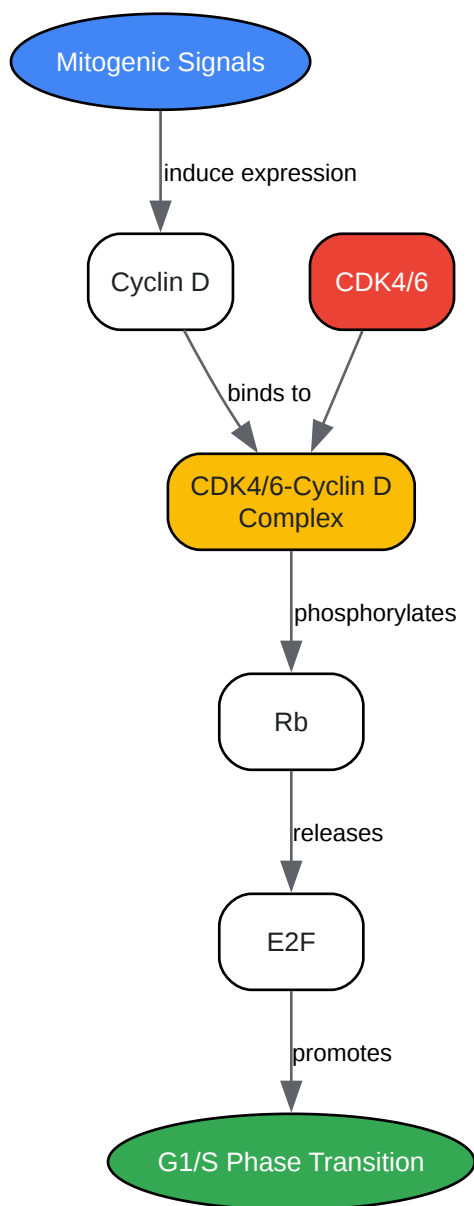 Mitogenic Signals
induce expression
Cyclin D
CDK4/6
binds to
CDK4/6-Cyclin D
Complex
phosphorylates
Rb
releases
E2F
promotes
G1/S Phase Transition